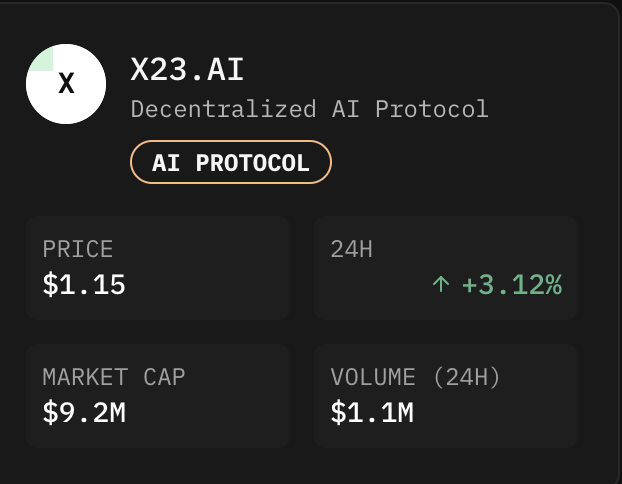 X
X23.AI
Decentralized AI Protocol
AI PROTOCOL
PRICE
$1.15
24H
↑ +3.12%
MARKET CAP
$9.2M
VOLUME (24H)
$1.1M